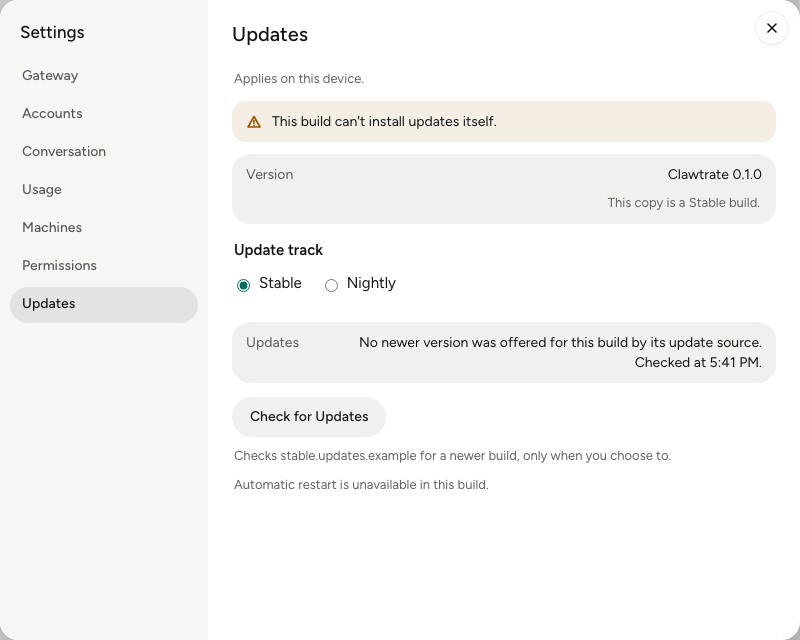 Settings
Gateway
Accounts
Conversation
Usage
Machines
Permissions
Updates
Updates
Applies on this device.
This build can't install updates itself.
Version
Clawtrate 0.1.0
This copy is a Stable build.
Update track
Stable
Nightly
Updates
No newer version was offered for this build by its update source.
Checked at 5:41 PM.
Check for Updates
Checks stable.updates.example for a newer build, only when you choose to.
Automatic restart is unavailable in this build.